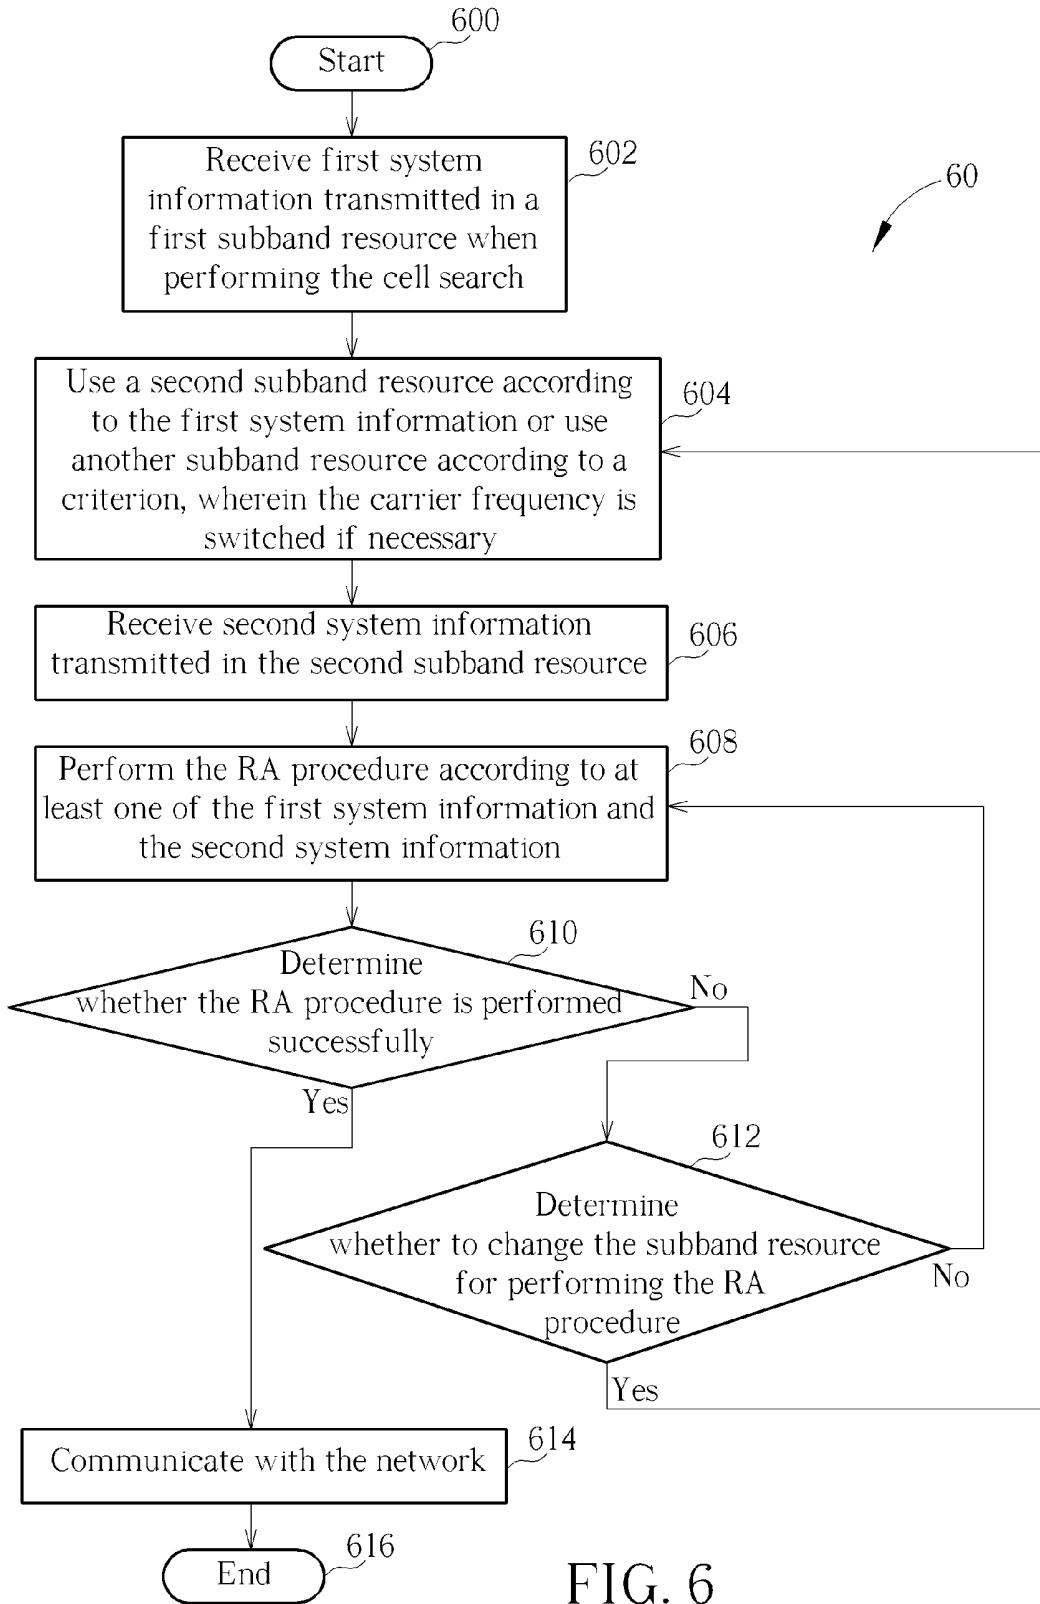 600
Start
602
Receive first system
information transmitted in a
first subband resource when
performing the cell search
60
604
Use a second subband resource according
to the first system information or use
another subband resource according to a
criterion, wherein the carrier frequency is
switched if necessary
606
Receive second system information
transmitted in the second subband resource
608
Perform the RA procedure according to at
least one of the first system information and
the second system information
610
Determine
whether the RA procedure is performed
successfully
No
Yes
612
Determine
whether to change the subband resource
for performing the RA
procedure
No
Yes
614
Communicate with the network
616
End
FIG. 6